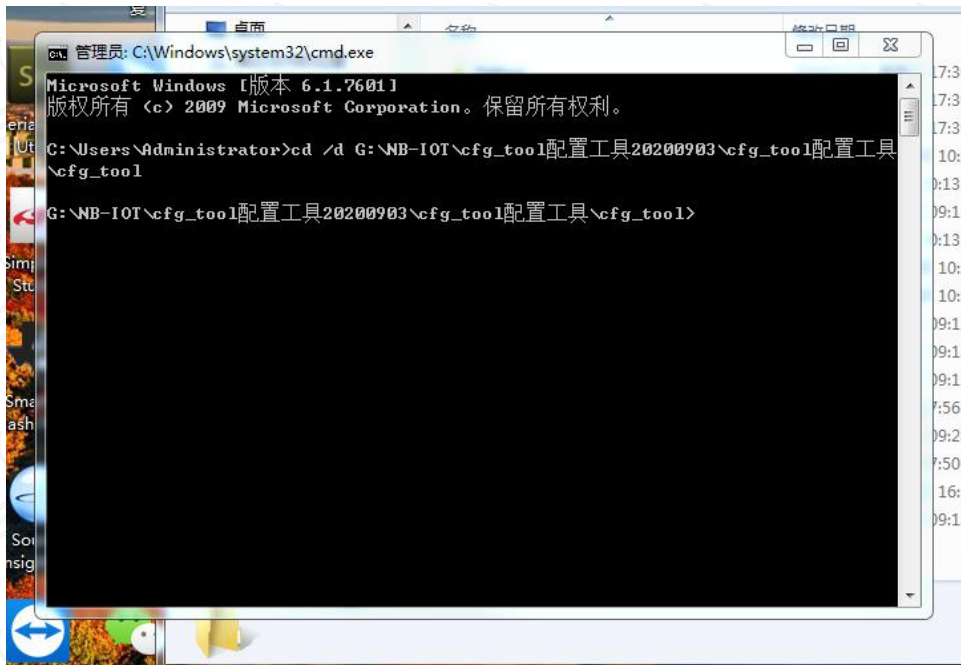 桌面
名称
修改日期
管理员: C:\Windows\system32\cmd.exe
Microsoft Windows [版本 6.1.7601]
版权所有 (c) 2009 Microsoft Corporation。保留所有权利。
C:\Users\Administrator>cd /d G:\NB-IOT\cfg_tool配置工具20200903\cfg_tool配置工具
\cfg_tool
G:\NB-IOT\cfg_tool配置工具20200903\cfg_tool配置工具\cfg_tool>